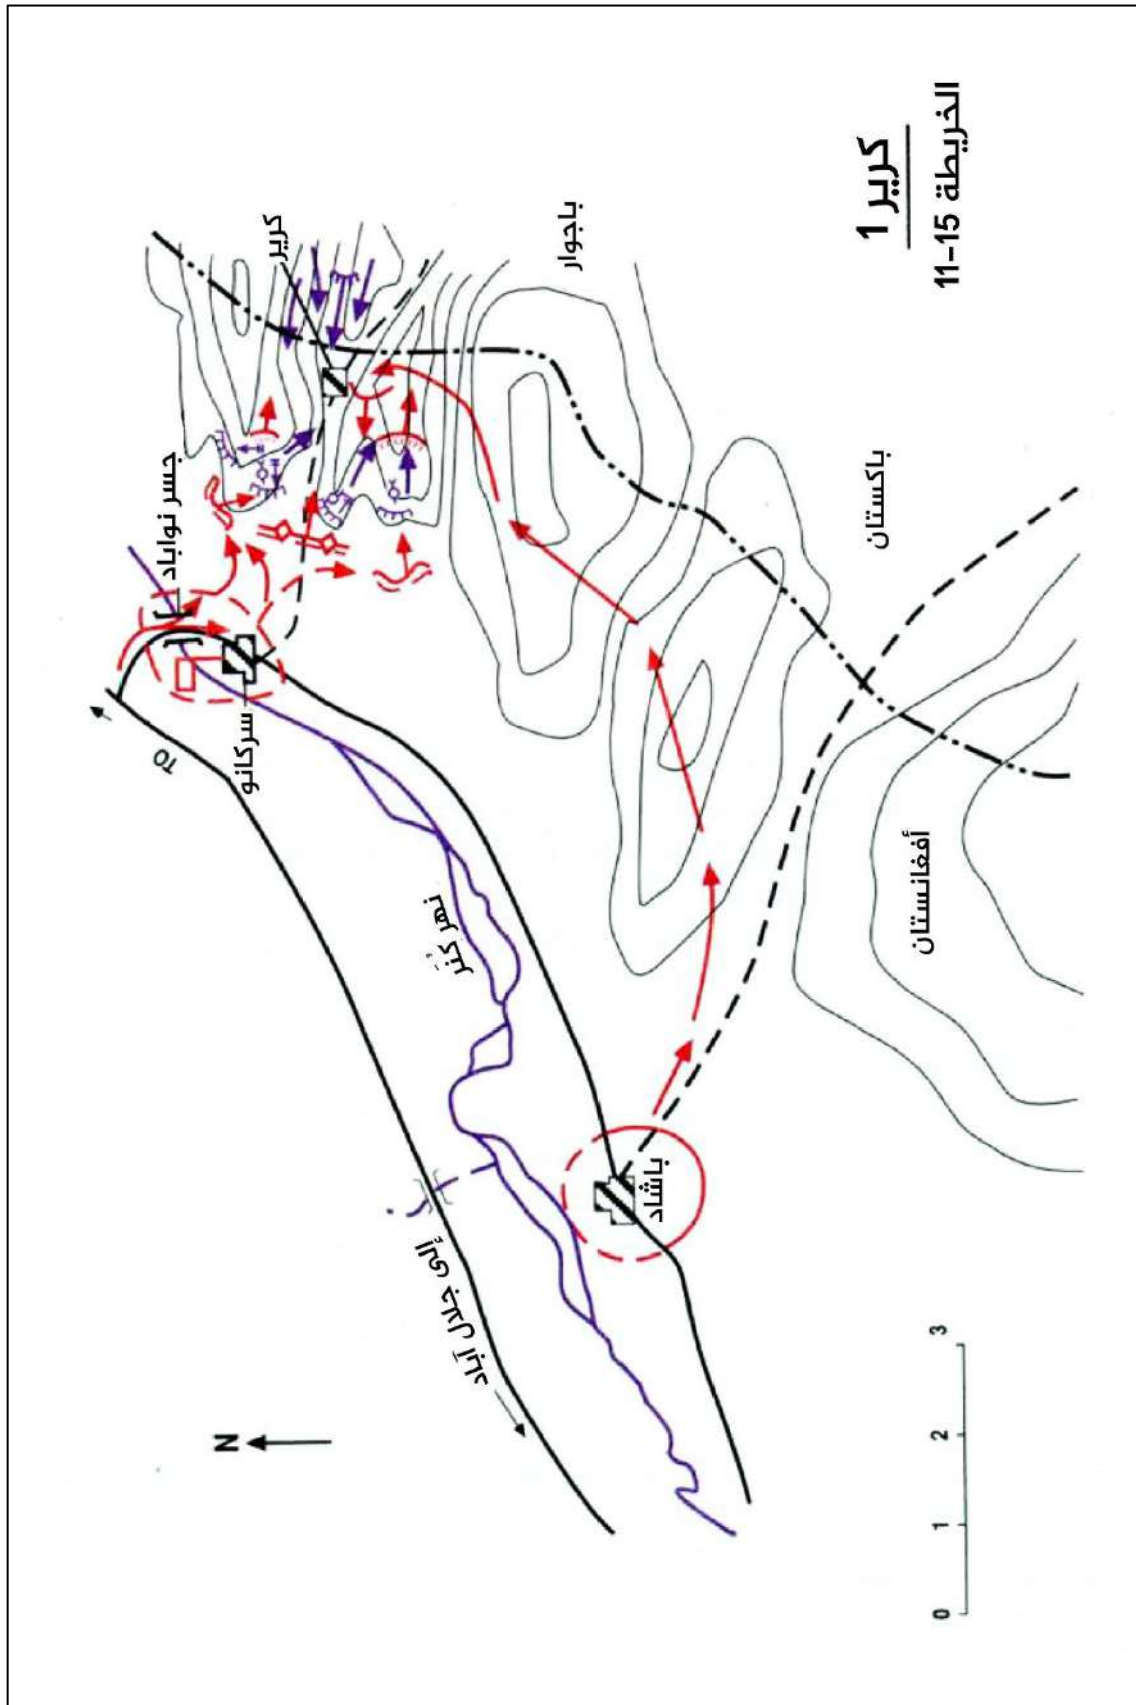 كرير 1
الخريطة 15-11
باجوار
كرير
جسر نواباد
سركانو
TO
باكستان
نهر كنر
أفغانستان
باشاد
إلى جلال آباد
N
0 1 2 3